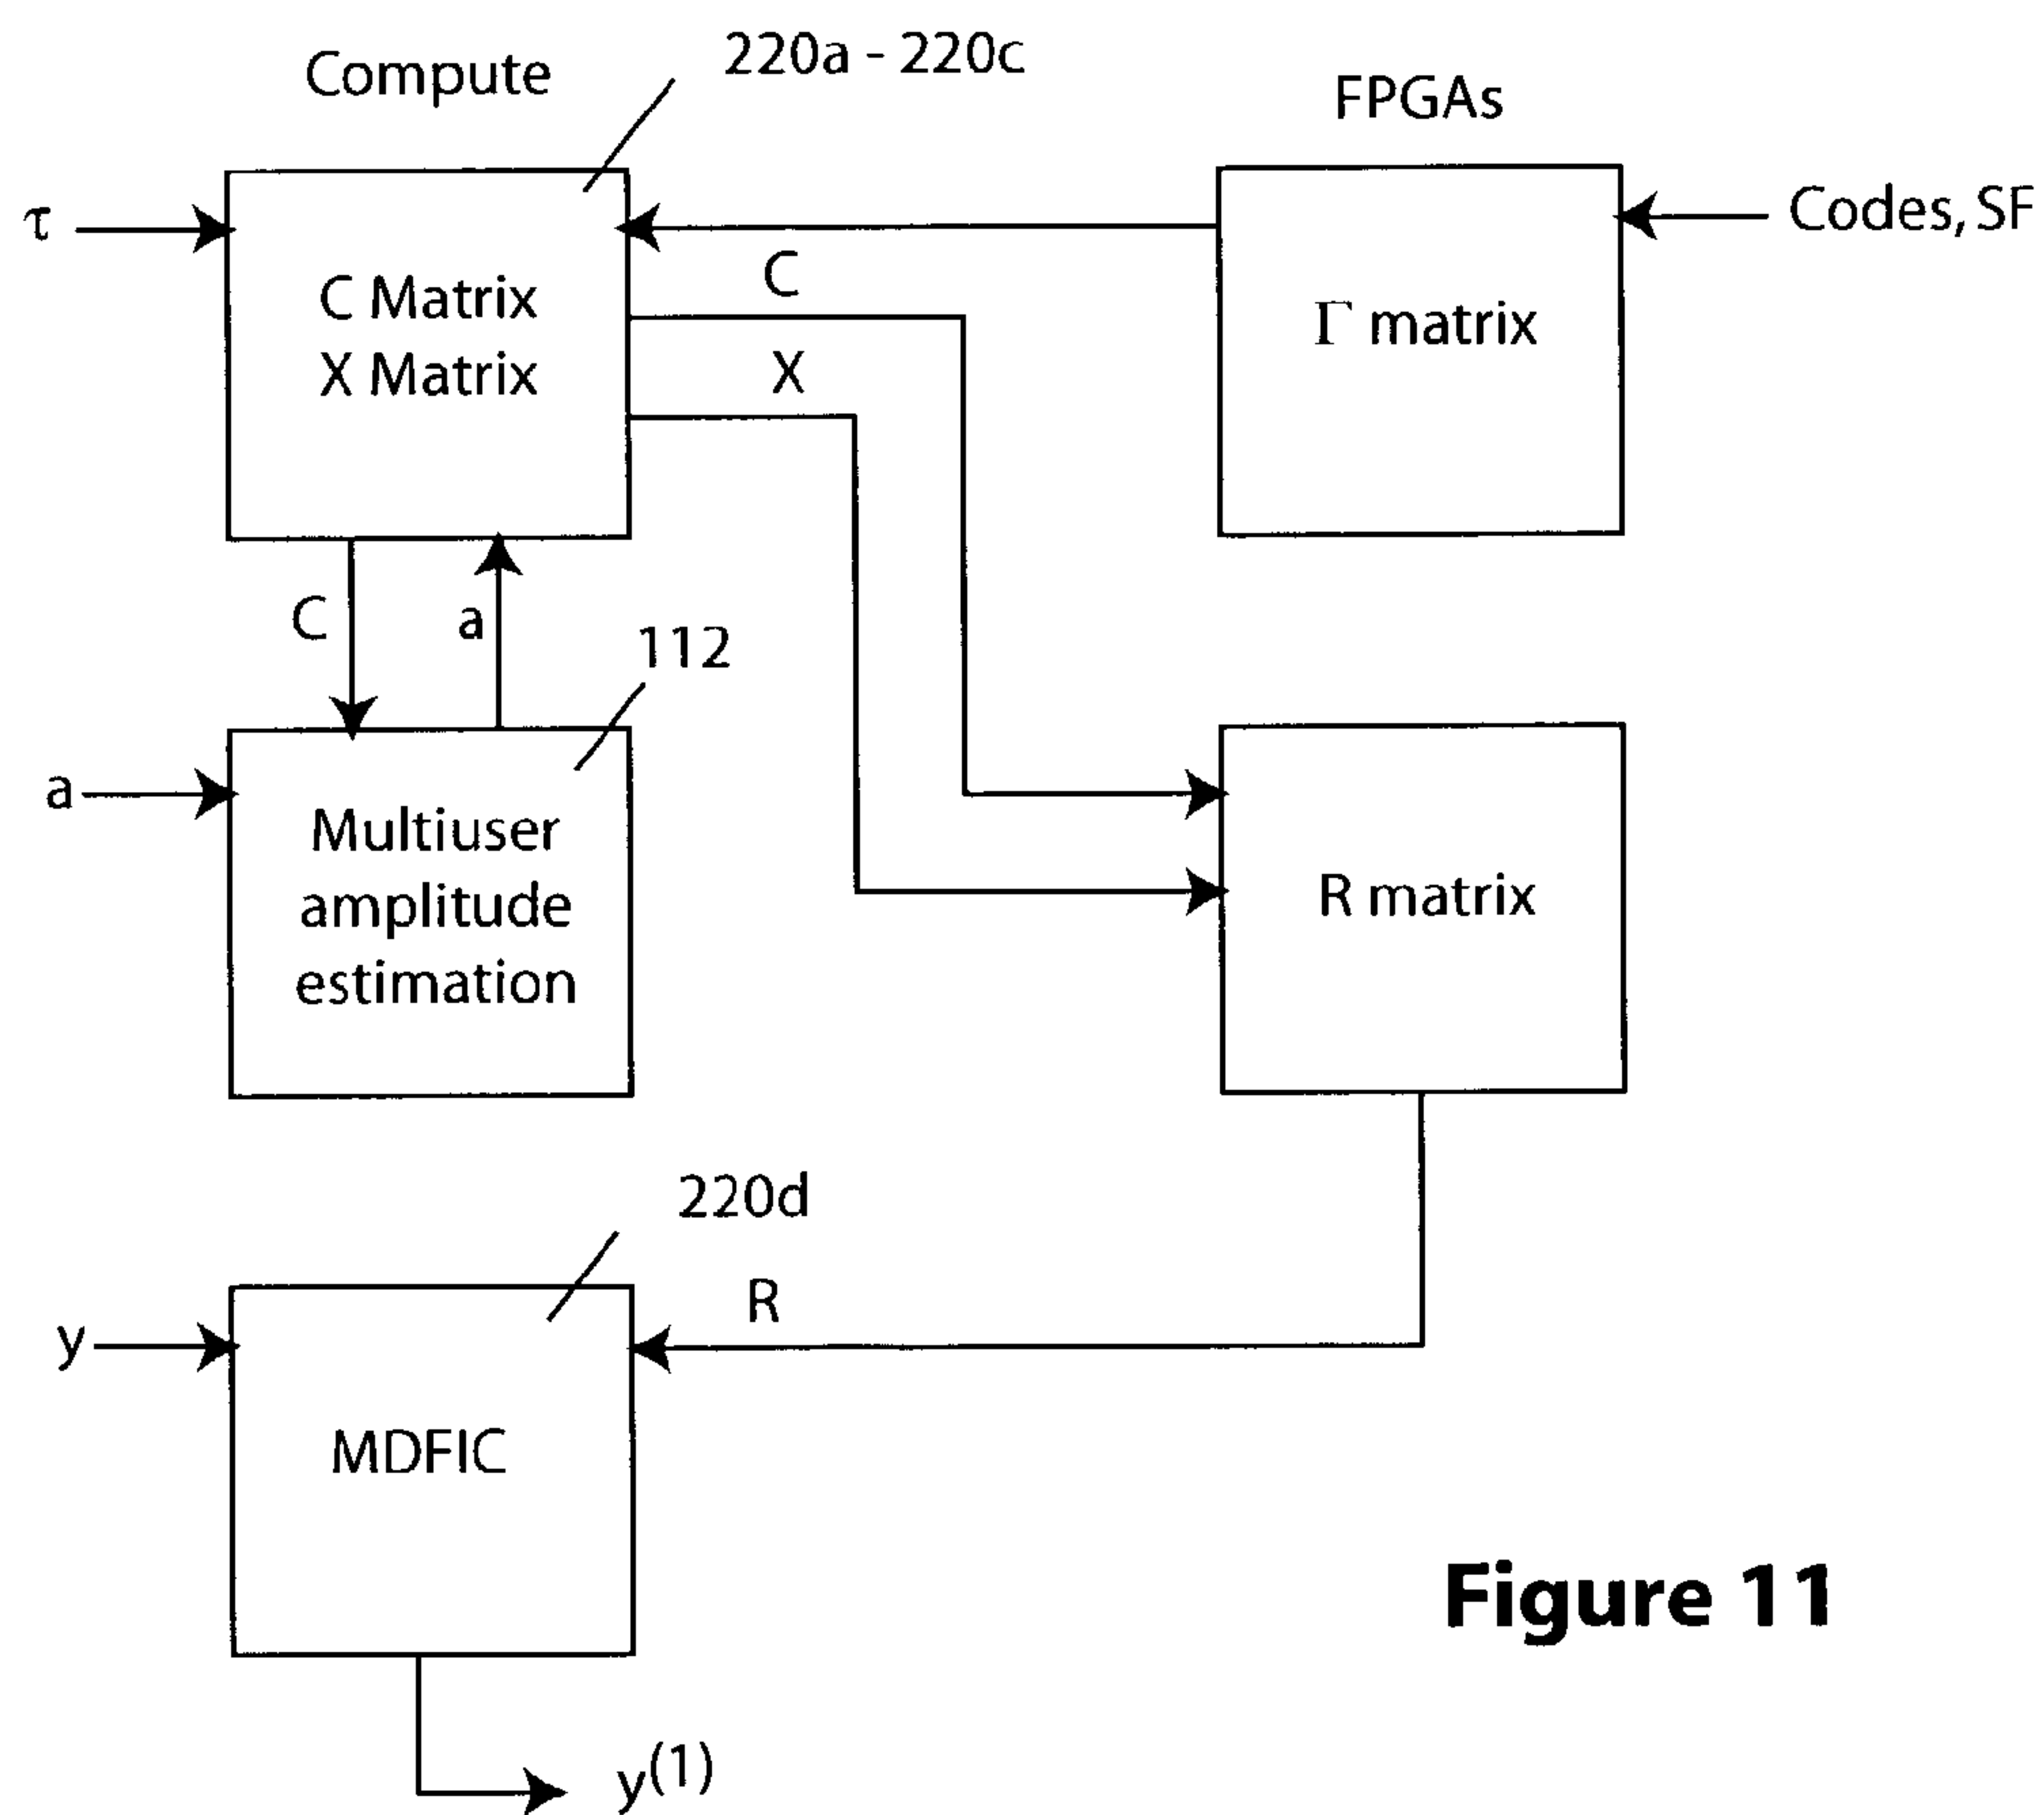 Compute
220a - 220c
FPGAs
τ
Codes, SF
C Matrix
X Matrix
C
X
Γ matrix
C
a
112
a
Multiuser
amplitude
estimation
R matrix
220d
R
y
MDFIC
y(1)
Figure 11